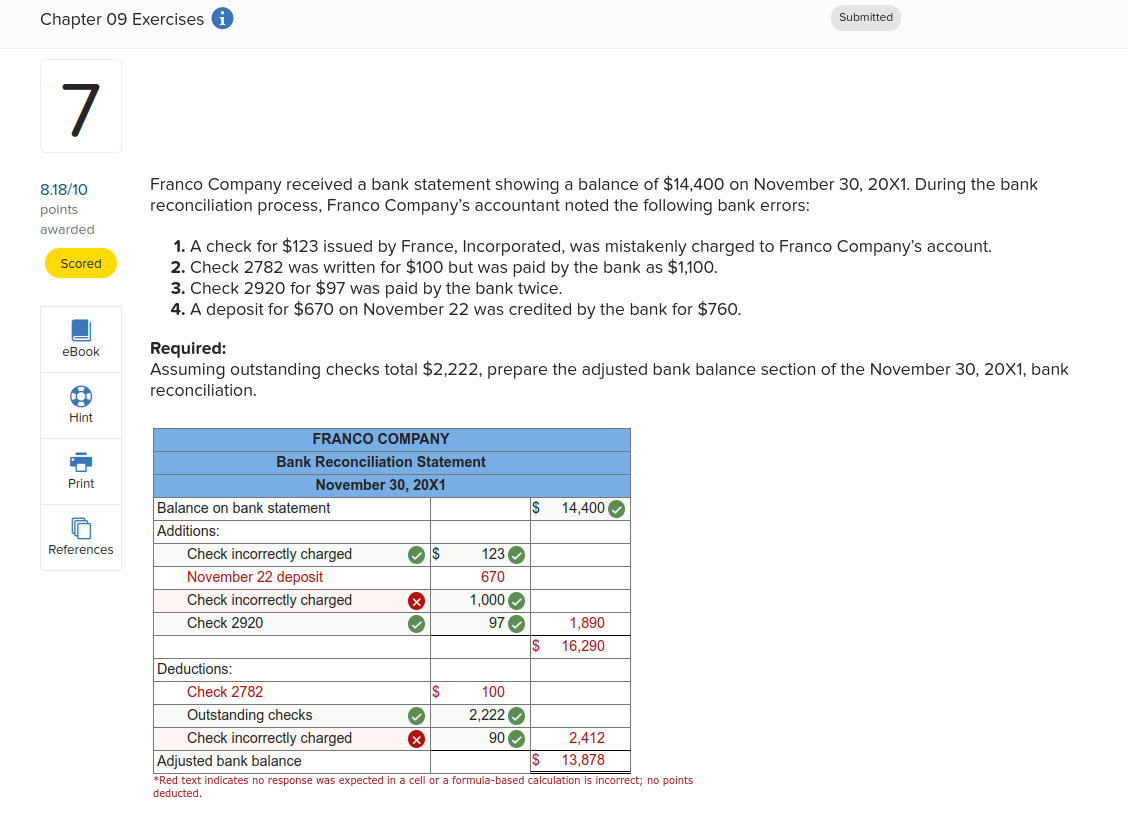 Chapter 09 Exercises i
Submitted
7
8.18/10
points
awarded
Scored
eBook
Hint
Print
References
Franco Company received a bank statement showing a balance of $14,400 on November 30, 20X1. During the bank
reconciliation process, Franco Company's accountant noted the following bank errors:
1. A check for $123 issued by France, Incorporated, was mistakenly charged to Franco Company's account.
2. Check 2782 was written for $100 but was paid by the bank as $1,100.
3. Check 2920 for $97 was paid by the bank twice.
4. A deposit for $670 on November 22 was credited by the bank for $760.
Required:
Assuming outstanding checks total $2,222, prepare the adjusted bank balance section of the November 30, 20X1, bank
reconciliation.
FRANCO COMPANY
Bank Reconciliation Statement
November 30, 20X1
Balance on bank statement $ 14,400
Additions:
Check incorrectly charged $ 123
November 22 deposit 670
Check incorrectly charged 1,000
Check 2920 97 1,890
$ 16,290
Deductions:
Check 2782 $ 100
Outstanding checks 2,222
Check incorrectly charged 90 2,412
Adjusted bank balance $ 13,878
*Red text indicates no response was expected in a cell or a formula-based calculation is incorrect; no points
deducted.